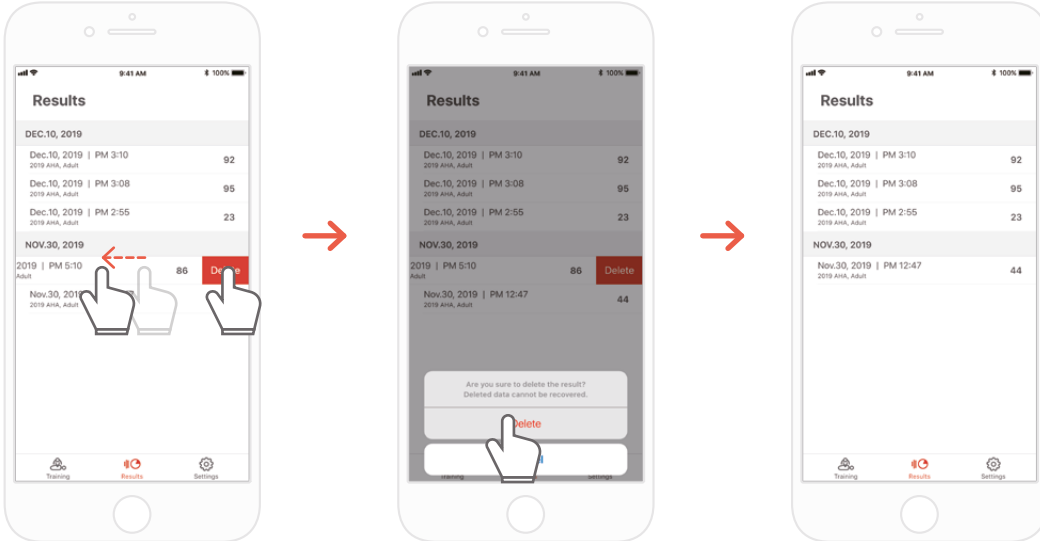 9:41 AM
100%
Results
DEC.10, 2019
Dec.10, 2019 | PM 3:10
2019 AHA, Adult
92
Dec.10, 2019 | PM 3:08
2019 AHA, Adult
95
Dec.10, 2019 | PM 2:55
2019 AHA, Adult
23
NOV.30, 2019
2019 | PM 5:10
Adult
86
Nov.30, 2019
2019 AHA, Adult
Training
Results
Settings
9:41 AM
100%
Results
DEC.10, 2019
Dec.10, 2019 | PM 3:10
2019 AHA, Adult
92
Dec.10, 2019 | PM 3:08
2019 AHA, Adult
95
Dec.10, 2019 | PM 2:55
2019 AHA, Adult
23
NOV.30, 2019
2019 | PM 5:10
Adult
86
Delete
Nov.30, 2019 | PM 12:47
2019 AHA, Adult
44
Are you sure to delete the result?
Deleted data cannot be recovered.
Delete
Training
Settings
9:41 AM
100%
Results
DEC.10, 2019
Dec.10, 2019 | PM 3:10
2019 AHA, Adult
92
Dec.10, 2019 | PM 3:08
2019 AHA, Adult
95
Dec.10, 2019 | PM 2:55
2019 AHA, Adult
23
NOV.30, 2019
Nov.30, 2019 | PM 12:47
2019 AHA, Adult
44
Training
Results
Settings